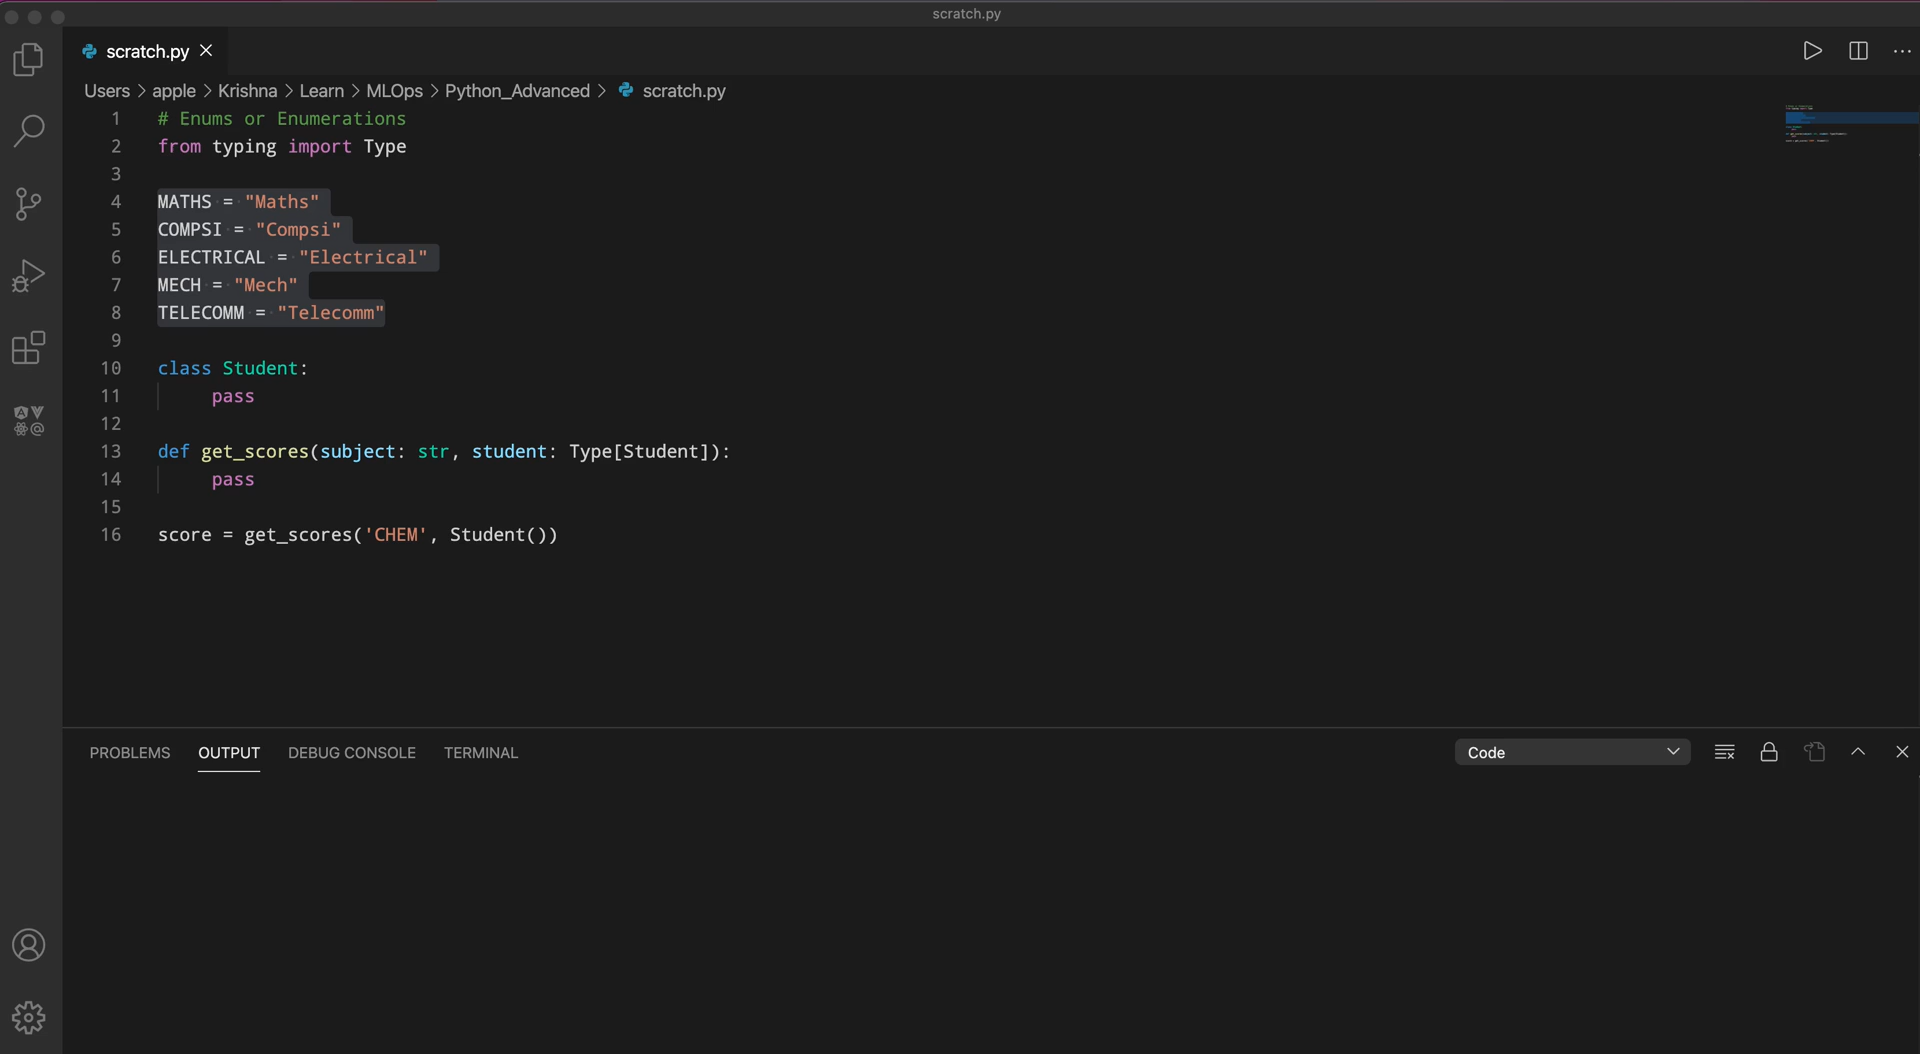 scratch.py
scratch.py
Users > apple > Krishna > Learn > MLOps > Python_Advanced > scratch.py
1 # Enums or Enumerations
2 from typing import Type
3
4 MATHS = "Maths"
5 COMPSI = "Compsi"
6 ELECTRICAL = "Electrical"
7 MECH = "Mech"
8 TELECOMM = "Telecomm"
9
10 class Student:
11 pass
12
13 def get_scores(subject: str, student: Type[Student]):
14 pass
15
16 score = get_scores('CHEM', Student())
PROBLEMS OUTPUT DEBUG CONSOLE TERMINAL Code